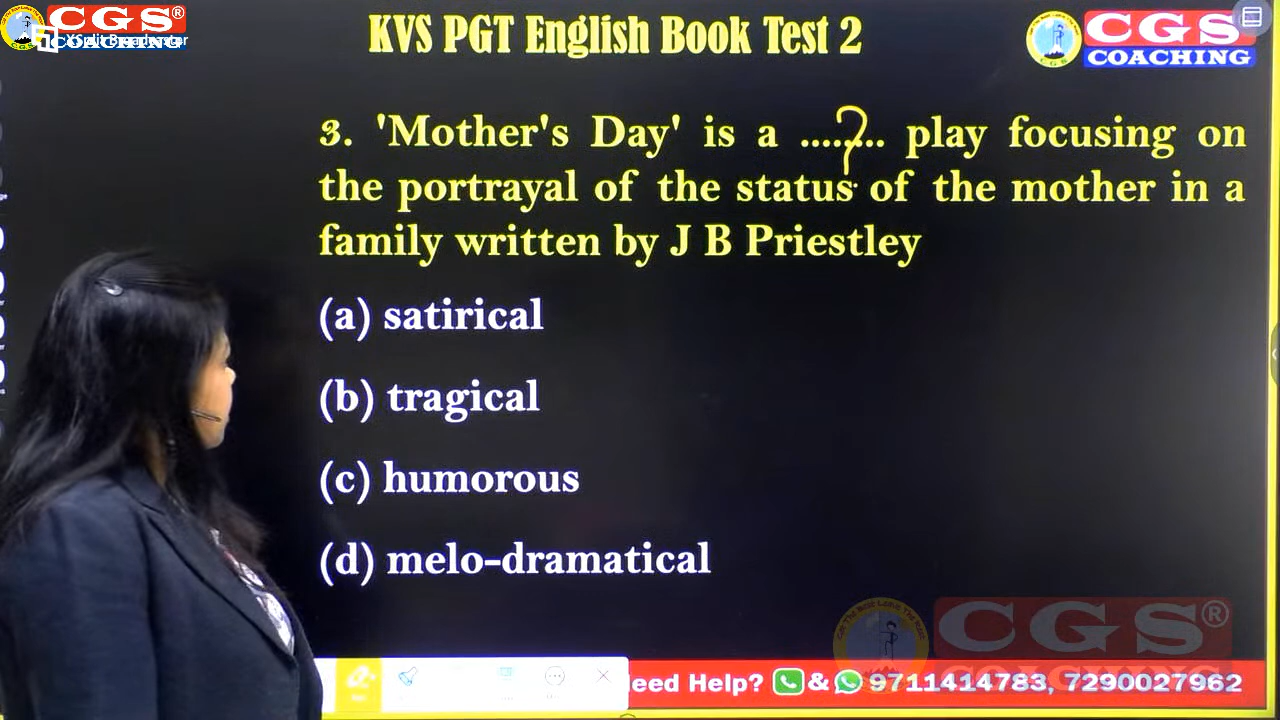 CGS®
COACHING
KVS PGT English Book Test 2
CGS
COACHING
3. 'Mother's Day' is a ........ play focusing on
the portrayal of the status of the mother in a
family written by J B Priestley
(a) satirical
(b) tragical
(c) humorous
(d) melo-dramatical
CGS®
eed Help? & 9711414783, 7290027962